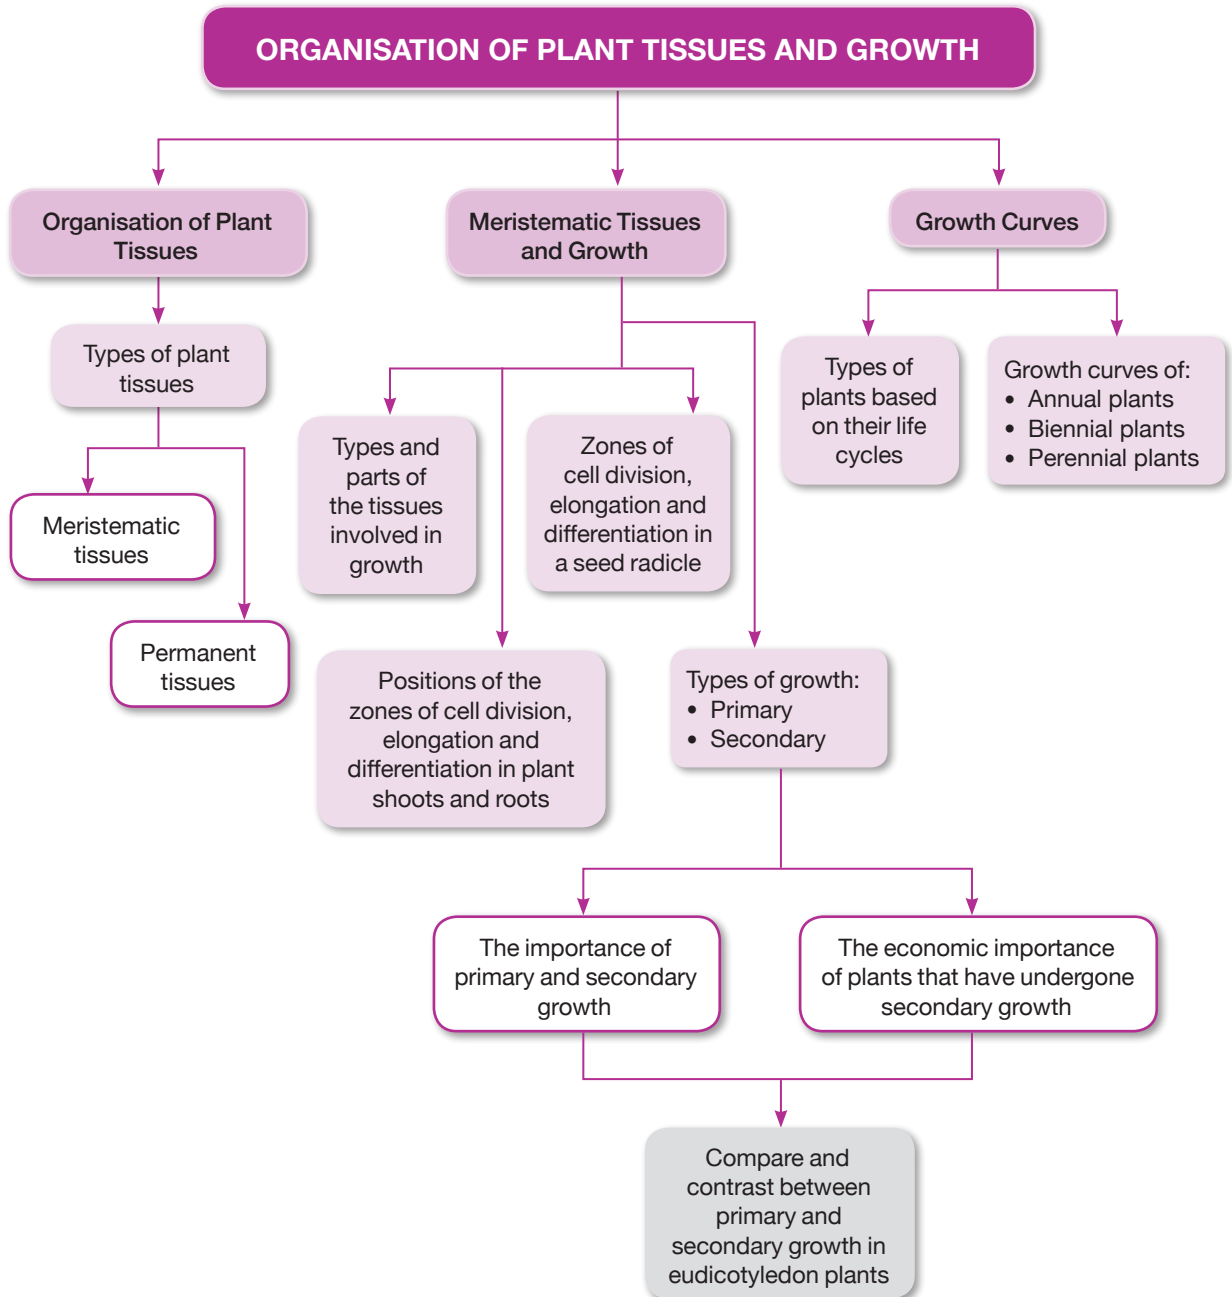 ORGANISATION OF PLANT TISSUES AND GROWTH
Organisation of Plant
Tissues
Types of plant
tissues
Meristematic
tissues
Permanent
tissues
Meristematic Tissues
and Growth
Types and
parts of
the tissues
involved in
growth
Positions of the
zones of cell division,
elongation and
differentiation in plant
shoots and roots
Zones of
cell division,
elongation and
differentiation in
a seed radicle
Types of growth:
• Primary
• Secondary
The importance of
primary and secondary
growth
The economic importance
of plants that have undergone
secondary growth
Compare and
contrast between
primary and
secondary growth in
eudicotyledon plants
Growth Curves
Types of
plants based
on their life
cycles
Growth curves of:
• Annual plants
• Biennial plants
• Perennial plants